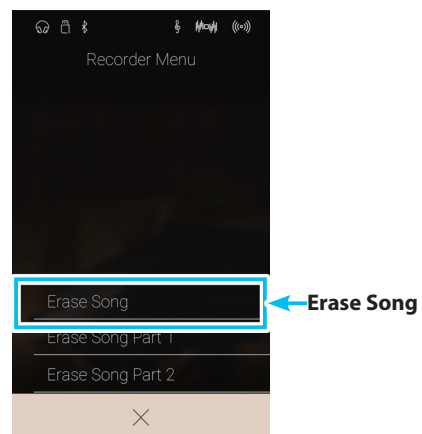 Recorder Menu
Erase Song
Erase Song
Erase Song Part 1
Erase Song Part 2